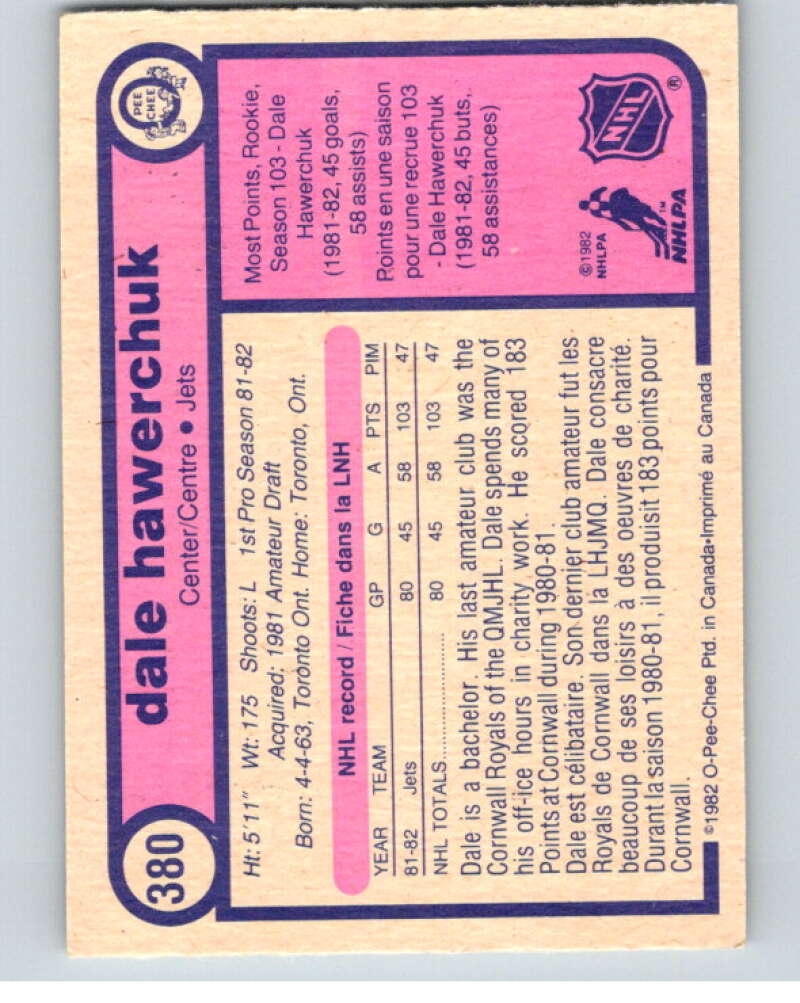 380
dale hawerchuk
PEE
CHEE
Center/Centre • Jets
Ht: 5'11" Wt: 175 Shoots: L 1st Pro Season 81-82
Acquired: 1981 Amateur Draft
Born: 4-4-63, Toronto Ont. Home: Toronto, Ont.
NHL record / Fiche dans la LNH
YEAR TEAM GP G A PTS PIM
81-82 Jets 80 45 58 103 47
NHL TOTALS 80 45 58 103 47
Dale is a bachelor. His last amateur club was the
Cornwall Royals of the QMJHL. Dale spends many of
his off-ice hours in charity work. He scored 183
Points at Cornwall during 1980-81.
Dale est célibataire. Son dernier club amateur fut les
Royals de Cornwall dans la LHJMQ. Dale consacre
beaucoup de ses loisirs à des oeuvres de charité.
Durant la saison 1980-81, il produisit 183 points pour
Cornwall.
Most Points, Rookie,
Season 103 - Dale
Hawerchuk
(1981-82, 45 goals,
58 assists)
Points en une saison
pour une recrue 103
- Dale Hawerchuk
(1981-82, 45 buts,
58 assistances)
©1982
NHLPA
NHLPA
TM
NHL
®
©1982 O-Pee-Chee Ptd. in Canada•Imprimé au Canada